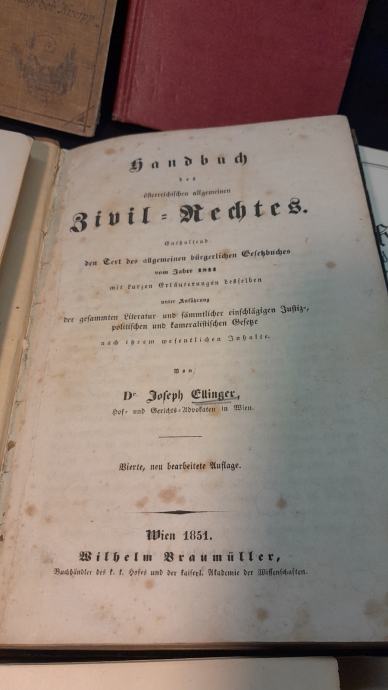 Handbuch
des
österreichischen allgemeinen
Zivil-Rechtes.
Enthaltend
den Text des allgemeinen bürgerlichen Gesetzbuches
vom Jahre 1811
mit kurzen Erläuterungen desselben
unter Anführung
der gesammten Literatur und sämmtlicher einschlägigen Justiz-,
politischen und kameralistischen Gesetze
nach ihrem wesentlichen Inhalte.
Von
Dr. Joseph Ellinger,
Hof- und Gerichts-Advokaten in Wien.
Vierte, neu bearbeitete Auflage.
Wien 1851.
Wilhelm Braumüller,
Buchhändler des k. k. Hofes und der kaiserl. Akademie der Wissenschaften.